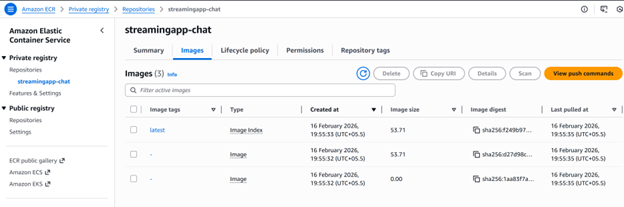 Amazon ECR > Private registry > Repositories > streamingapp-chat
Amazon Elastic
Container Service
Private registry
Repositories
streamingapp-chat
Features & Settings
Public registry
Repositories
Settings
ECR public gallery
Amazon ECS
Amazon EKS
streamingapp-chat
Summary Images Lifecycle policy Permissions Repository tags
Images (3) Info
Delete Copy URI Details Scan View push commands
Filter active images
Image tags Type Created at Image size Image digest Last pulled at
latest Image Index 16 February 2026, 19:55:33 (UTC+05.5) 53.71 sha256:f249b97... 16 February 2026, 19:55:35 (UTC+05.5)
- Image 16 February 2026, 19:55:32 (UTC+05.5) 53.71 sha256:d27d98c... 16 February 2026, 19:55:35 (UTC+05.5)
- Image 16 February 2026, 19:55:32 (UTC+05.5) 0.00 sha256:1aa83f7a... 16 February 2026, 19:55:35 (UTC+05.5)